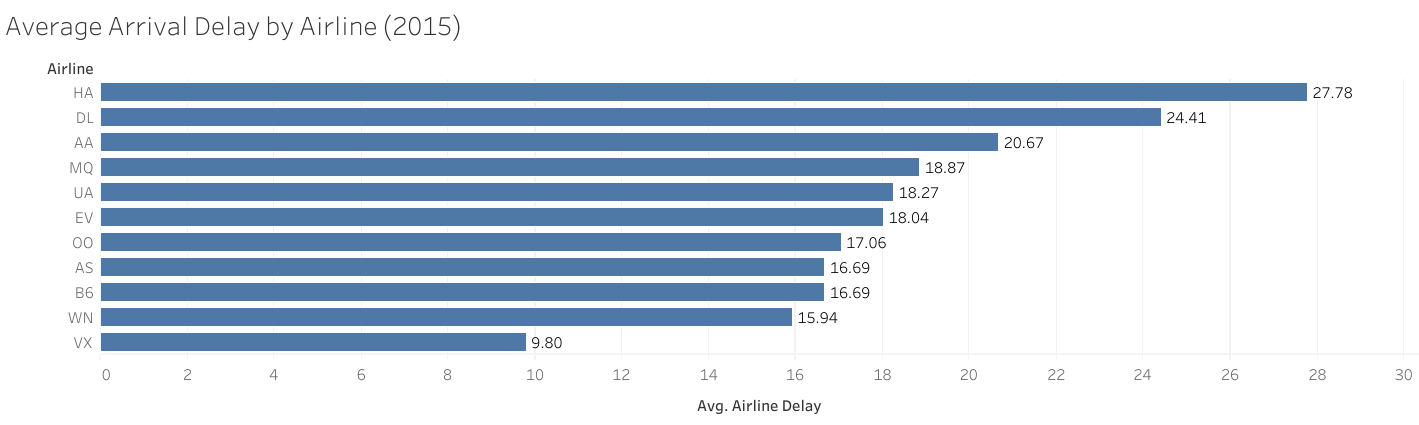 Average Arrival Delay by Airline (2015)
Airline
HA 27.78
DL 24.41
AA 20.67
MQ 18.87
UA 18.27
EV 18.04
OO 17.06
AS 16.69
B6 16.69
WN 15.94
VX 9.80
0 2 4 6 8 10 12 14 16 18 20 22 24 26 28 30
Avg. Airline Delay